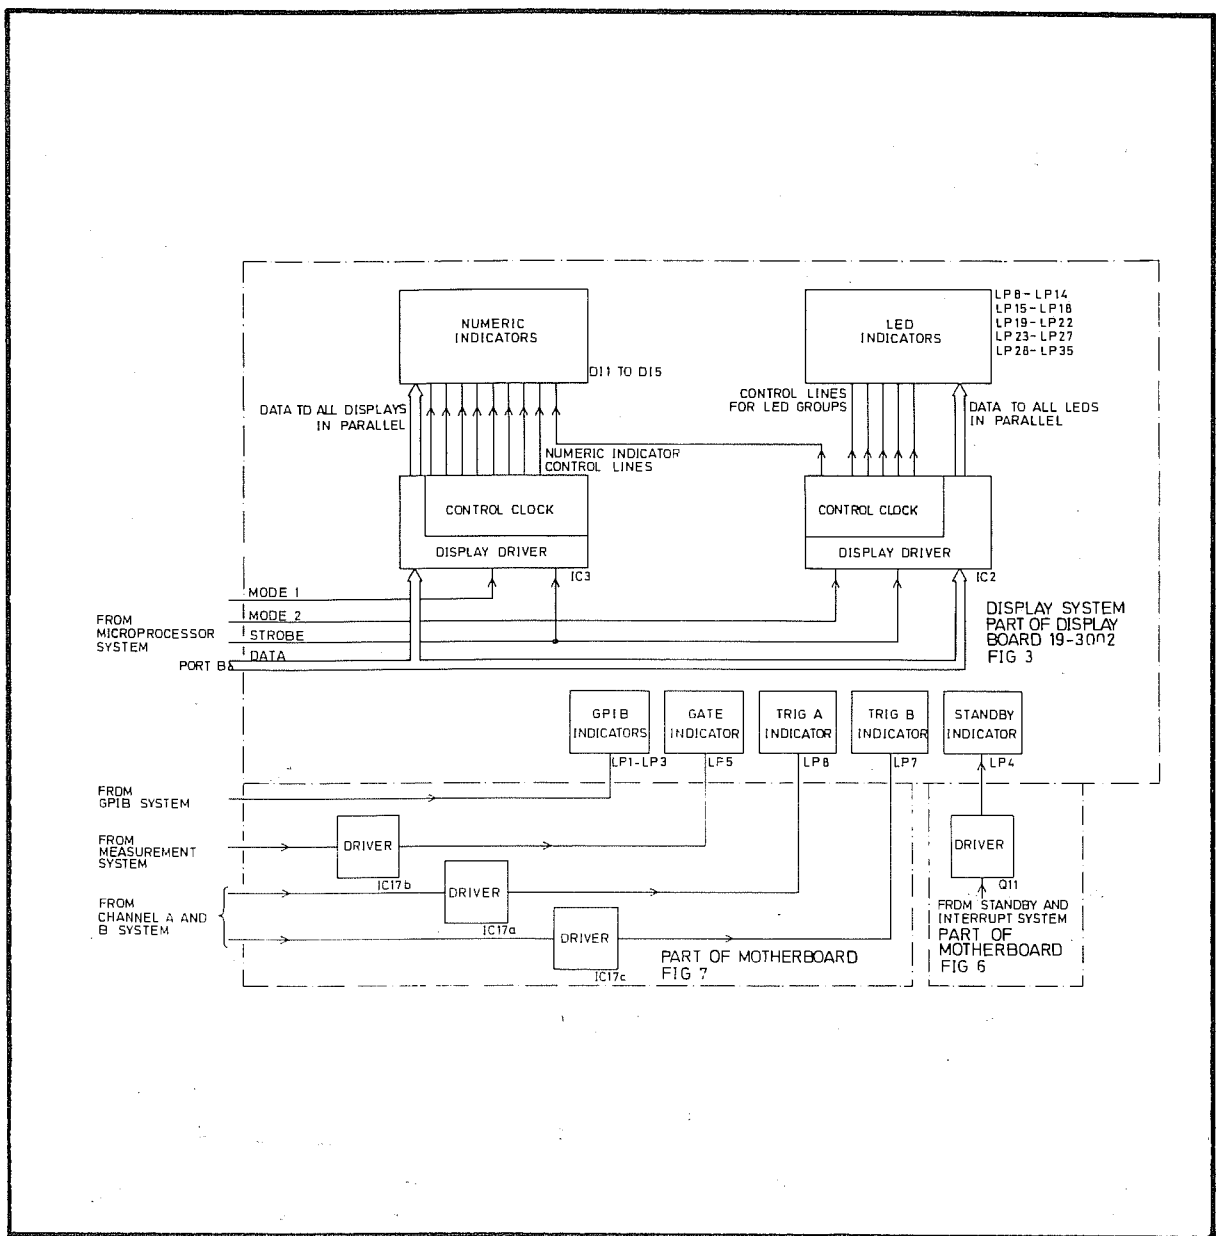 NUMERIC
INDICATORS
DI1 TO DI5
LED
INDICATORS
LP8-LP14
LP15-LP18
LP19-LP22
LP23-LP27
LP28-LP35
DATA TO ALL DISPLAYS
IN PARALLEL
NUMERIC INDICATOR
CONTROL LINES
CONTROL LINES
FOR LED GROUPS
DATA TO ALL LEDS
IN PARALLEL
CONTROL CLOCK
DISPLAY DRIVER
IC3
CONTROL CLOCK
DISPLAY DRIVER
IC2
FROM
MICROPROCESSOR
SYSTEM
MODE 1
MODE 2
STROBE
DATA
PORT B
DISPLAY SYSTEM
PART OF DISPLAY
BOARD 19-3002
FIG 3
GPIB
INDICATORS
LP1-LP3
GATE
INDICATOR
LP5
TRIG A
INDICATOR
LP8
TRIG B
INDICATOR
LP7
STANDBY
INDICATOR
LP4
FROM
GPIB SYSTEM
FROM
MEASUREMENT
SYSTEM
DRIVER
IC17b
FROM
CHANNEL A AND
B SYSTEM
DRIVER
IC17a
DRIVER
IC17c
PART OF MOTHERBOARD
FIG 7
DRIVER
Q11
FROM STANDBY AND
INTERRUPT SYSTEM
PART OF
MOTHERBOARD
FIG 6